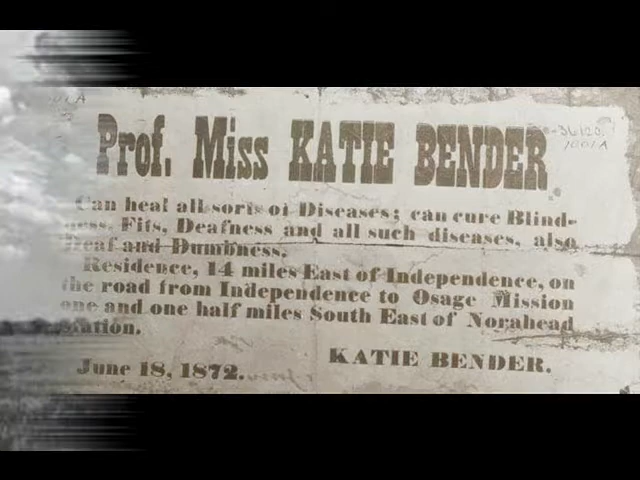 Prof. Miss KATIE BENDER
Can heal all sorts of Diseases; can cure Blind-
ness, Fits, Deafness and all such diseases, also
Deaf and Dumbness.
Residence, 14 miles East of Independence, on
the road from Independence to Osage Mission
one and one half miles South East of Norahead
Station.
KATIE BENDER.
June 18, 1872.